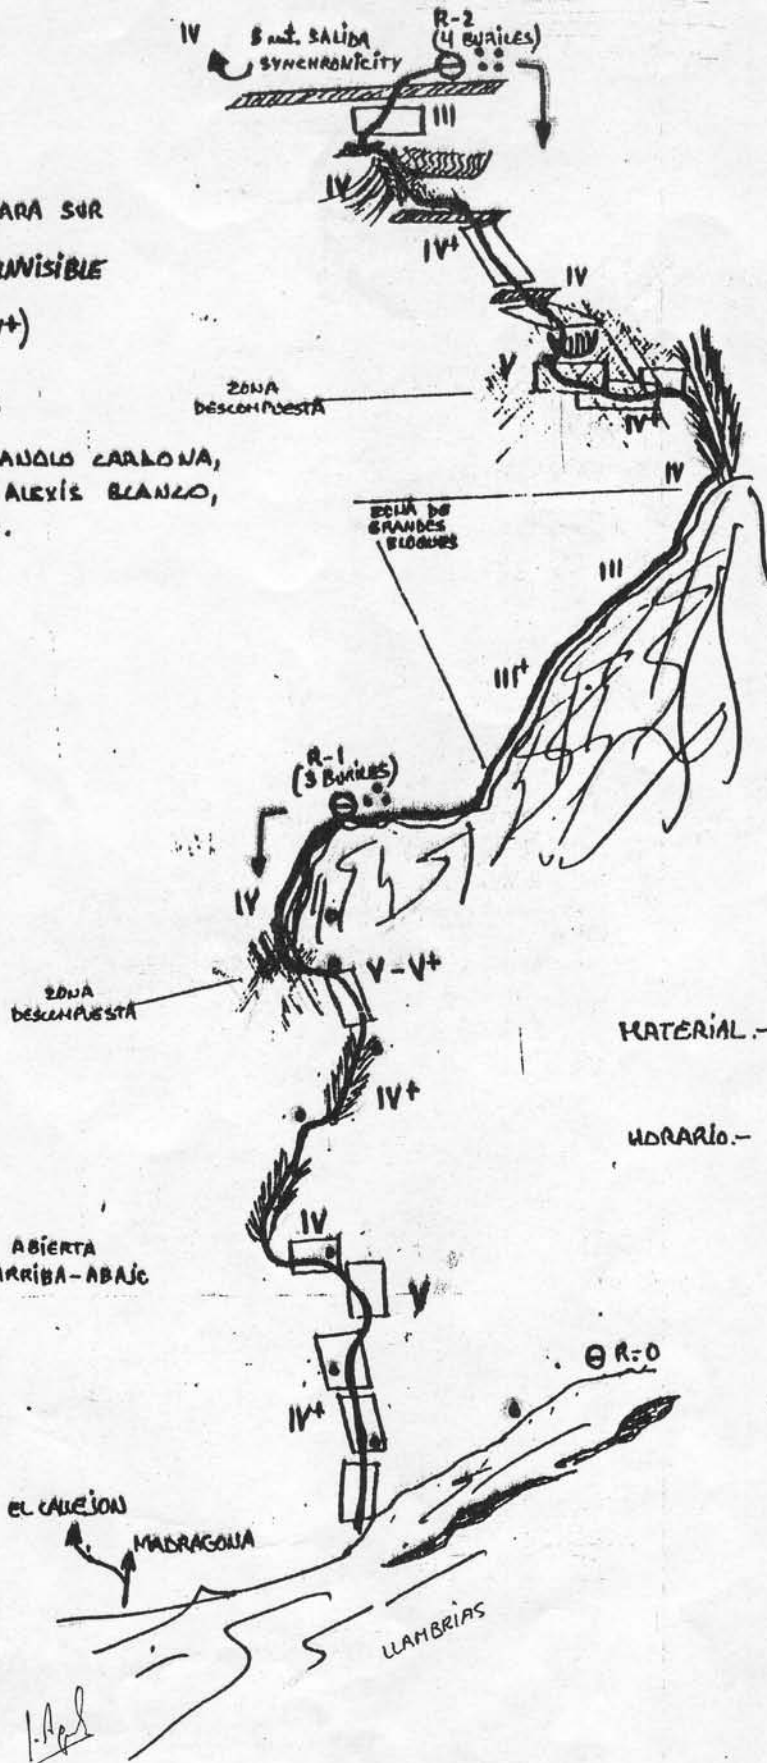 IV
5 mt. SALIDA
SYNCHRONICITY
R-2
(4 BURILES)
III
IV
ARA SUR
INVISIBLE
+)
IV+
IV
ZONA
DESCOMPUESTA
V
IV+
ANOLO CARDONA,
ALEXIS BLANCO,
IV
ZONA DE
GRANDES
BLOQUES
III
III+
R-1
(3 BURILES)
IV
V-V+
ZONA
DESCOMPUESTA
MATERIAL.-
IV+
HORARIO.-
IV
ABIERTA
ARRIBA-ABAJO
V
R-0
IV+
EL CALLEJON
MADRAGONA
LLAMBRIAS